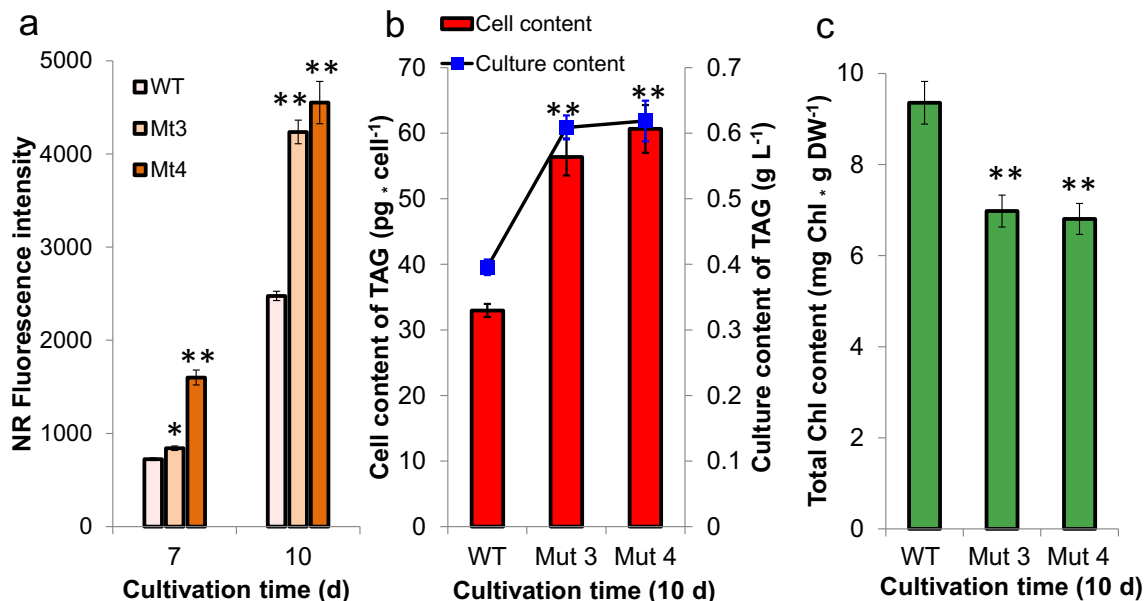 a
NR Fluorescence intensity
5000
4000
3000
2000
1000
0
WT
Mt3
Mt4
*
**
**
**
7 10
Cultivation time (d)
b
Cell content
Culture content
Cell content of TAG (pg * cell-1)
70
60
50
40
30
20
10
0
**
**
0.7
0.6
0.5
0.4
0.3
0.2
0.1
0
Culture content of TAG (g L-1)
WT Mut 3 Mut 4
Cultivation time (10 d)
c
Total Chl content (mg Chl * g DW-1)
10
8
6
4
2
0
**
**
WT Mut 3 Mut 4
Cultivation time (10 d)